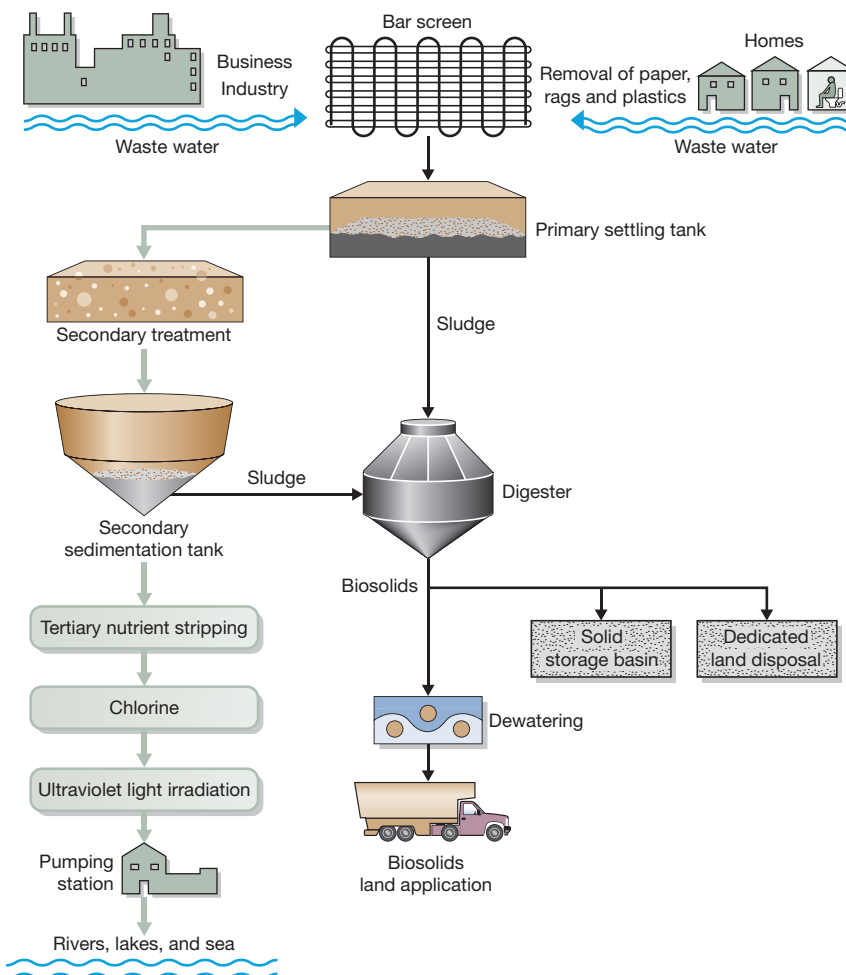 Bar screen
Business
Industry
Homes
Removal of paper,
rags and plastics
Waste water
Waste water
Primary settling tank
Secondary treatment
Sludge
Sludge
Digester
Secondary
sedimentation tank
Biosolids
Tertiary nutrient stripping
Solid
storage basin
Dedicated
land disposal
Chlorine
Dewatering
Ultraviolet light irradiation
Pumping
station
Biosolids
land application
Rivers, lakes, and sea